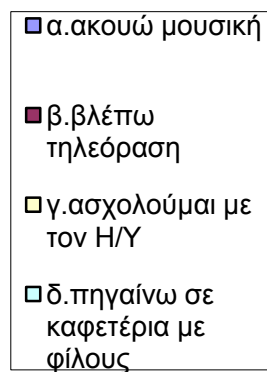 α.ακουώ μουσική
β.βλέπω
τηλεόραση
γ.ασχολούμαι με
τον Η/Υ
δ.πηγαίνω σε
καφετέρια με
φίλους